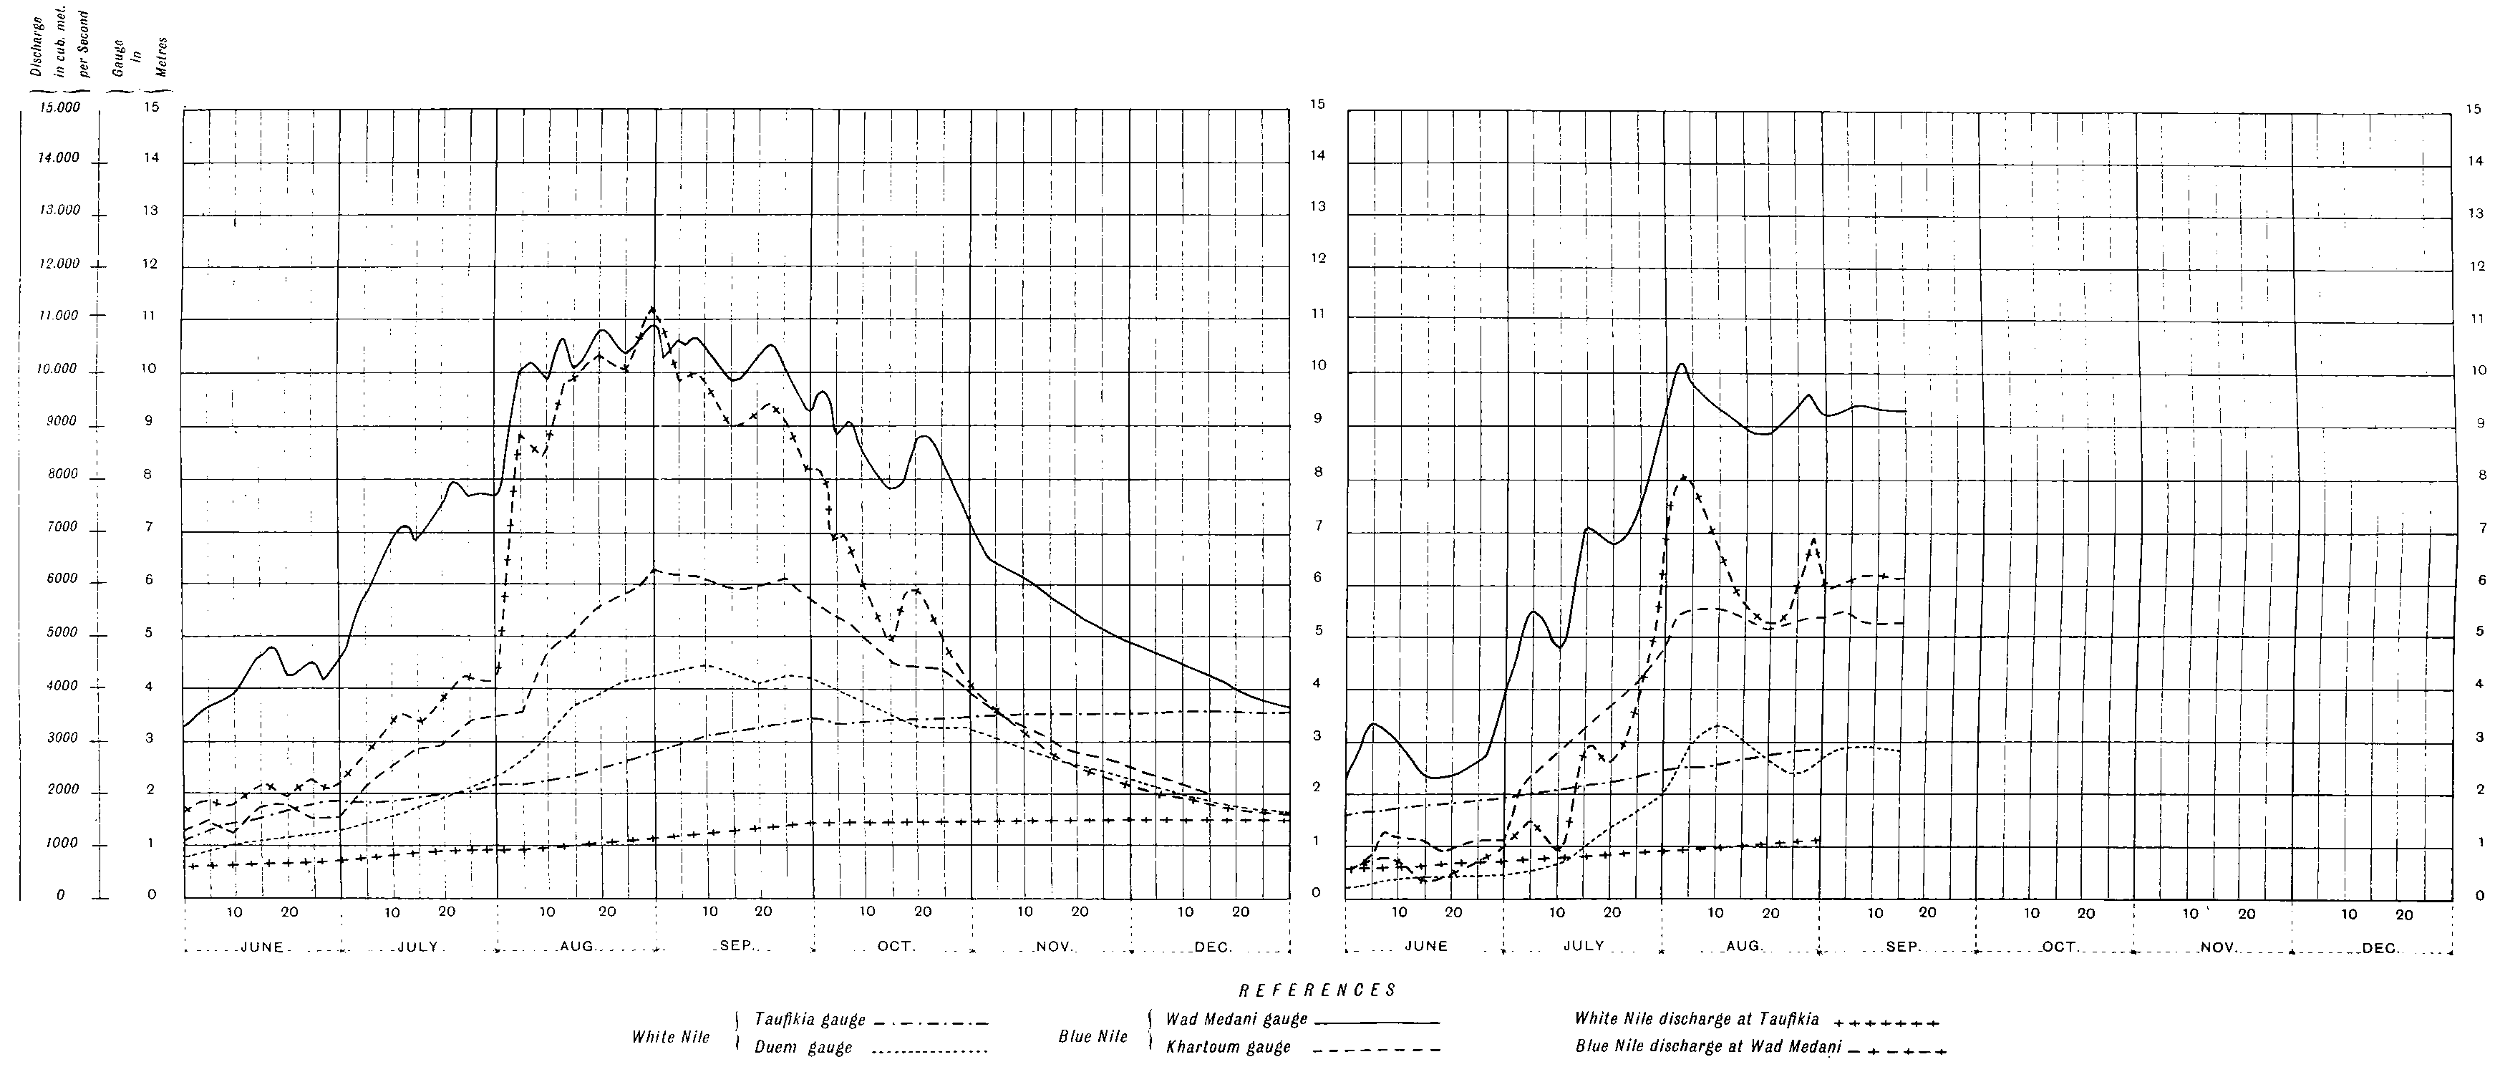 Discharge
in cub. met.
per Second
Gauge
in
Metres
15.000 15 15 15
14.000 14 14 14
13.000 13 13 13
12.000 12 12 12
11.000 11 11 11
10.000 10 10 10
9000 9 9 9
8000 8 8 8
7000 7 7 7
6000 6 6 6
5000 5 5 5
4000 4 4 4
3000 3 3 3
2000 2 2 2
1000 1 1 1
0 0 0 0
10 20 10 20 10 20 10 20 10 20 10 20 10 20 10 20 10 20 10 20 10 20 10 20 10 20 10 20
JUNE JULY AUG. SEP. OCT. NOV. DEC. JUNE JULY AUG. SEP. OCT. NOV. DEC.
REFERENCES
White Nile
Taufikia gauge
Duem gauge
Blue Nile
Wad Medani gauge
Khartoum gauge
White Nile discharge at Taufikia
Blue Nile discharge at Wad Medani